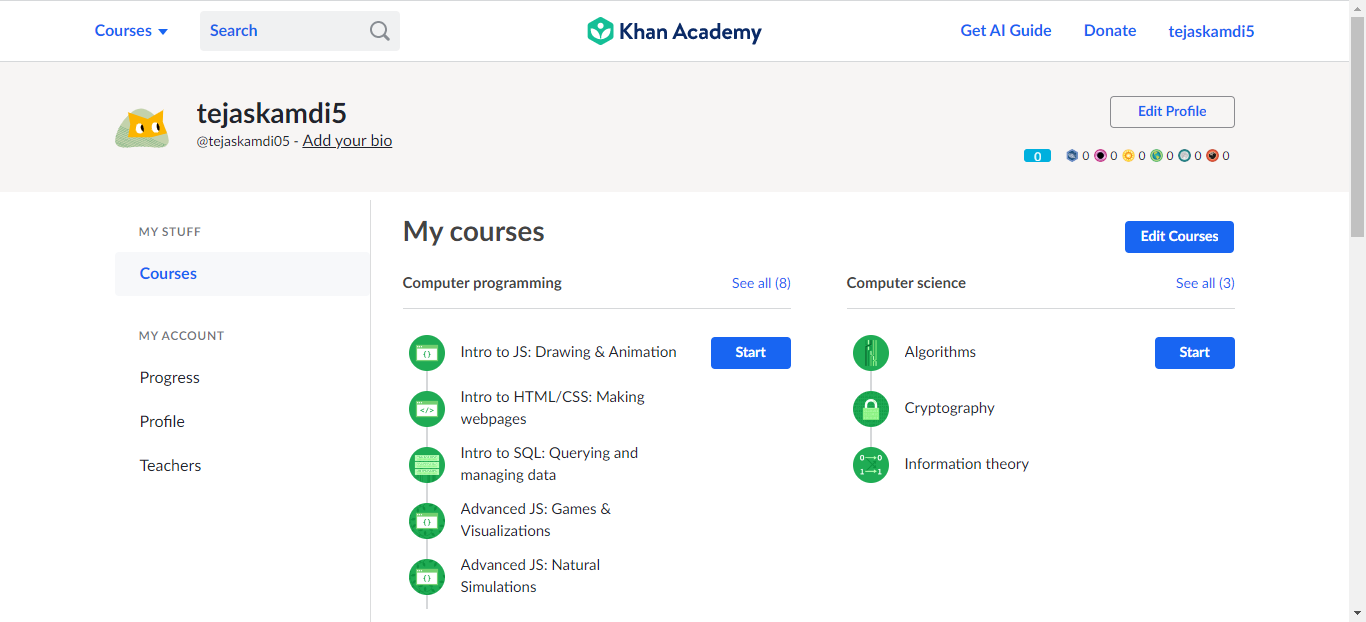 Courses
Search
Khan Academy
Get AI Guide
Donate
tejaskamdi5
tejaskamdi5
@tejaskamdi05 - Add your bio
Edit Profile
0 0 0 0 0 0 0
MY STUFF
Courses
MY ACCOUNT
Progress
Profile
Teachers
My courses
Edit Courses
Computer programming
See all (8)
Intro to JS: Drawing & Animation
Start
Intro to HTML/CSS: Making
webpages
Intro to SQL: Querying and
managing data
Advanced JS: Games &
Visualizations
Advanced JS: Natural
Simulations
Computer science
See all (3)
Algorithms
Start
Cryptography
0→0
1→1
Information theory